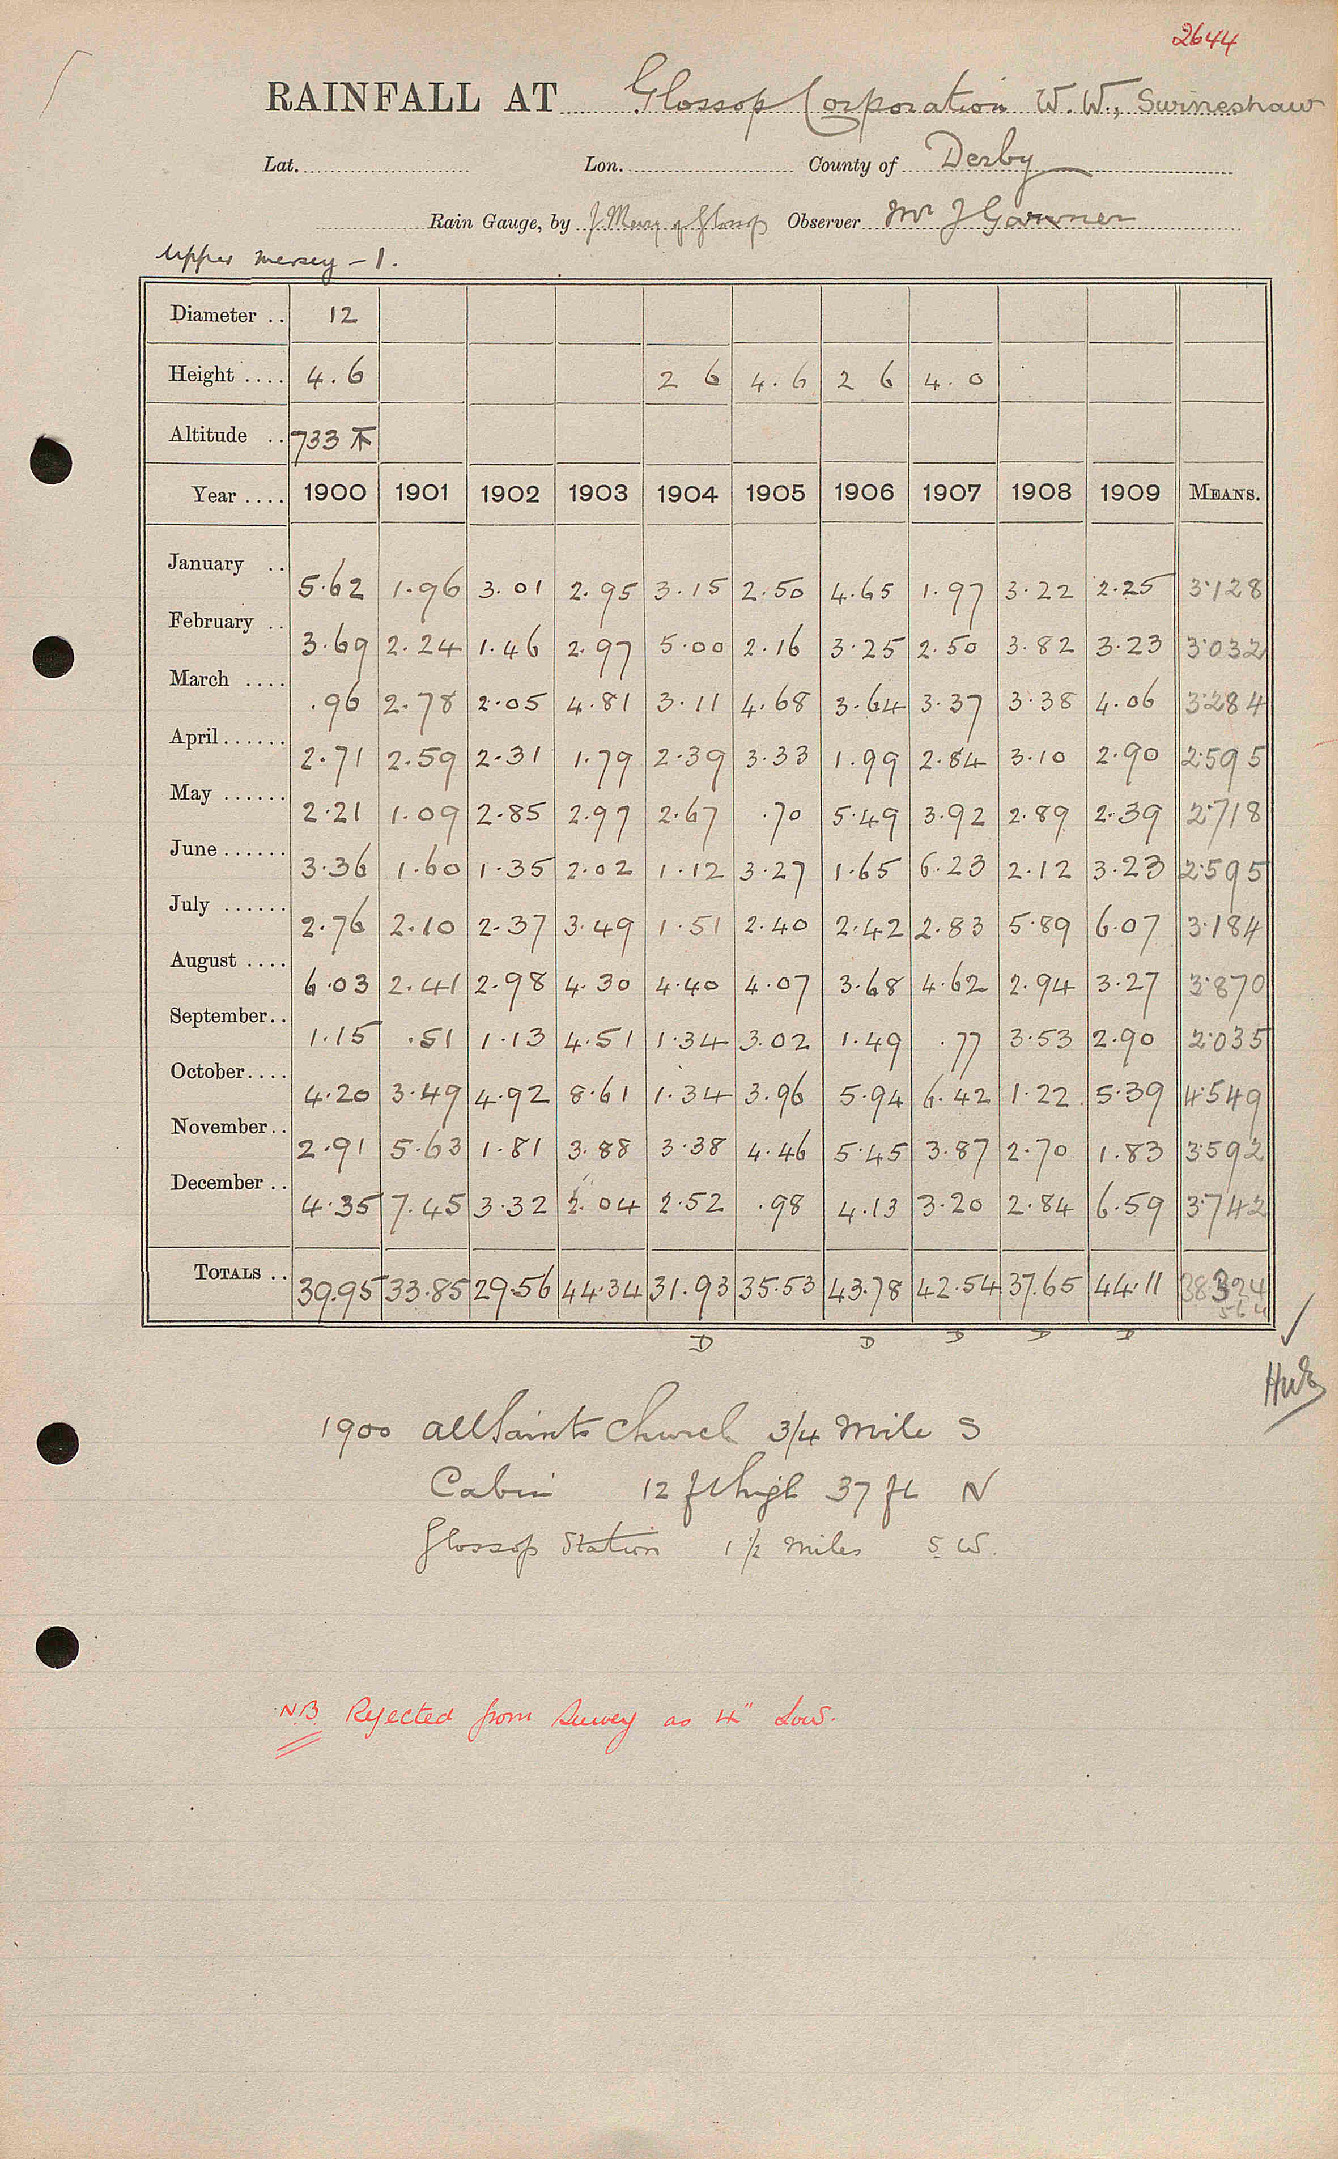 2644
RAINFALL AT Glossop Corporation W.W., Swineshaw
Lat. Lon. County of Derby
Rain Gauge, by J. Mercy of Glossop Observer Mr J Garner
Upper Mersey - 1.
Diameter .. 12
Height .... 4.6 2 6 4.6 2 6 4.0
Altitude .. 733
Year .... 1900 1901 1902 1903 1904 1905 1906 1907 1908 1909 MEANS.
January .. 5.62 1.96 3.01 2.95 3.15 2.50 4.65 1.97 3.22 2.25 3.128
February .. 3.69 2.24 1.46 2.97 5.00 2.16 3.25 2.50 3.82 3.23 3.032
March .... .96 2.78 2.05 4.81 3.11 4.68 3.64 3.37 3.38 4.06 3.284
April ...... 2.71 2.59 2.31 1.79 2.39 3.33 1.99 2.84 3.10 2.90 2.595
May ...... 2.21 1.09 2.85 2.97 2.67 .70 5.49 3.92 2.89 2.39 2.718
June ...... 3.36 1.60 1.35 2.02 1.12 3.27 1.65 6.23 2.12 3.23 2.595
July ...... 2.76 2.10 2.37 3.49 1.51 2.40 2.42 2.83 5.89 6.07 3.184
August .... 6.03 2.41 2.98 4.30 4.40 4.07 3.68 4.62 2.94 3.27 3.870
September .. 1.15 .51 1.13 4.51 1.34 3.02 1.49 .77 3.53 2.90 2.035
October .... 4.20 3.49 4.92 8.61 1.34 3.96 5.94 6.42 1.22 5.39 4.549
November .. 2.91 5.63 1.81 3.88 3.38 4.46 5.45 3.87 2.70 1.83 3.592
December .. 4.35 7.45 3.32 2.04 2.52 .98 4.13 3.20 2.84 6.59 3.742
TOTALS .. 39.95 33.85 29.56 44.34 31.93 35.53 43.78 42.54 37.65 44.11 38.324
D D D D D
1900 All Saints Church 3/4 mile S
Cabin 12 ft high 37 ft N
Glossop Station 1 1/2 miles S.W.
NB Rejected from Survey as 4" Low.